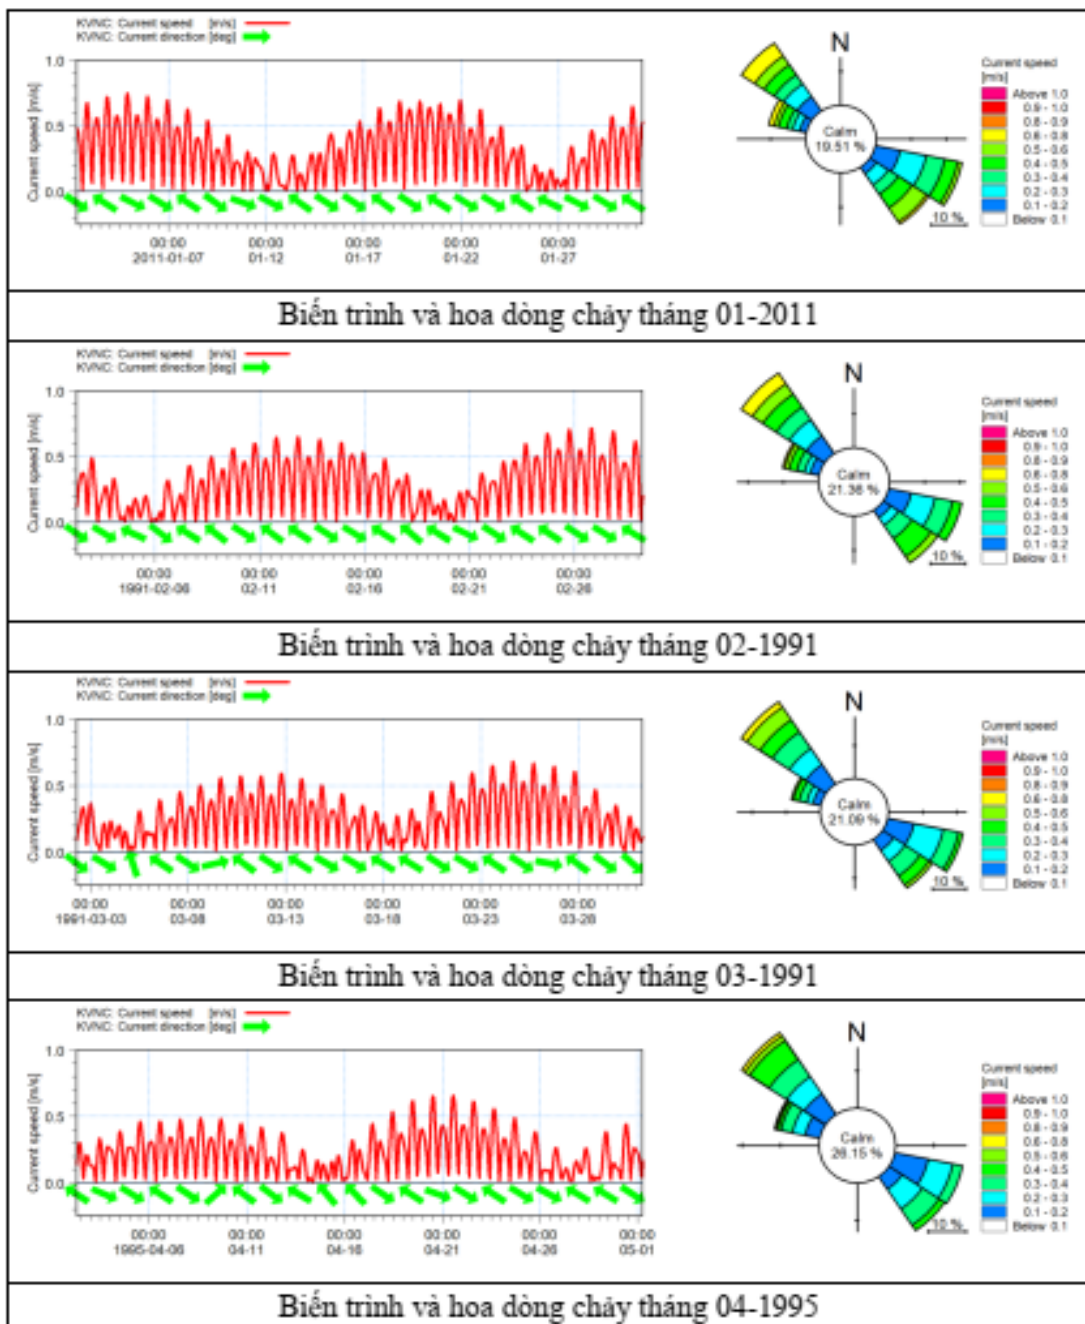 KVNC: Current speed [m/s]
KVNC: Current direction [deg]
Current speed [m/s]
1.0
0.5
0.0
00:00 00:00 00:00 00:00 00:00
2011-01-07 01-12 01-17 01-22 01-27
N
Calm
19.51 %
10 %
Current speed
[m/s]
Above 1.0
0.9 - 1.0
0.8 - 0.9
0.6 - 0.8
0.5 - 0.6
0.4 - 0.5
0.3 - 0.4
0.2 - 0.3
0.1 - 0.2
Below 0.1
Biến trình và hoa dòng chảy tháng 01-2011
KVNC: Current speed [m/s]
KVNC: Current direction [deg]
Current speed [m/s]
1.0
0.5
0.0
00:00 00:00 00:00 00:00 00:00
1991-02-06 02-11 02-16 02-21 02-26
N
Calm
21.36 %
10 %
Current speed
[m/s]
Above 1.0
0.9 - 1.0
0.8 - 0.9
0.6 - 0.8
0.5 - 0.6
0.4 - 0.5
0.3 - 0.4
0.2 - 0.3
0.1 - 0.2
Below 0.1
Biến trình và hoa dòng chảy tháng 02-1991
KVNC: Current speed [m/s]
KVNC: Current direction [deg]
Current speed [m/s]
1.0
0.5
0.0
00:00 00:00 00:00 00:00 00:00 00:00
1991-03-03 03-08 03-13 03-18 03-23 03-28
N
Calm
21.09 %
10 %
Current speed
[m/s]
Above 1.0
0.9 - 1.0
0.8 - 0.9
0.6 - 0.8
0.5 - 0.6
0.4 - 0.5
0.3 - 0.4
0.2 - 0.3
0.1 - 0.2
Below 0.1
Biến trình và hoa dòng chảy tháng 03-1991
KVNC: Current speed [m/s]
KVNC: Current direction [deg]
Current speed [m/s]
1.0
0.5
0.0
00:00 00:00 00:00 00:00 00:00 00:00
1995-04-06 04-11 04-16 04-21 04-26 05-01
N
Calm
26.15 %
10 %
Current speed
[m/s]
Above 1.0
0.9 - 1.0
0.8 - 0.9
0.6 - 0.8
0.5 - 0.6
0.4 - 0.5
0.3 - 0.4
0.2 - 0.3
0.1 - 0.2
Below 0.1
Biến trình và hoa dòng chảy tháng 04-1995